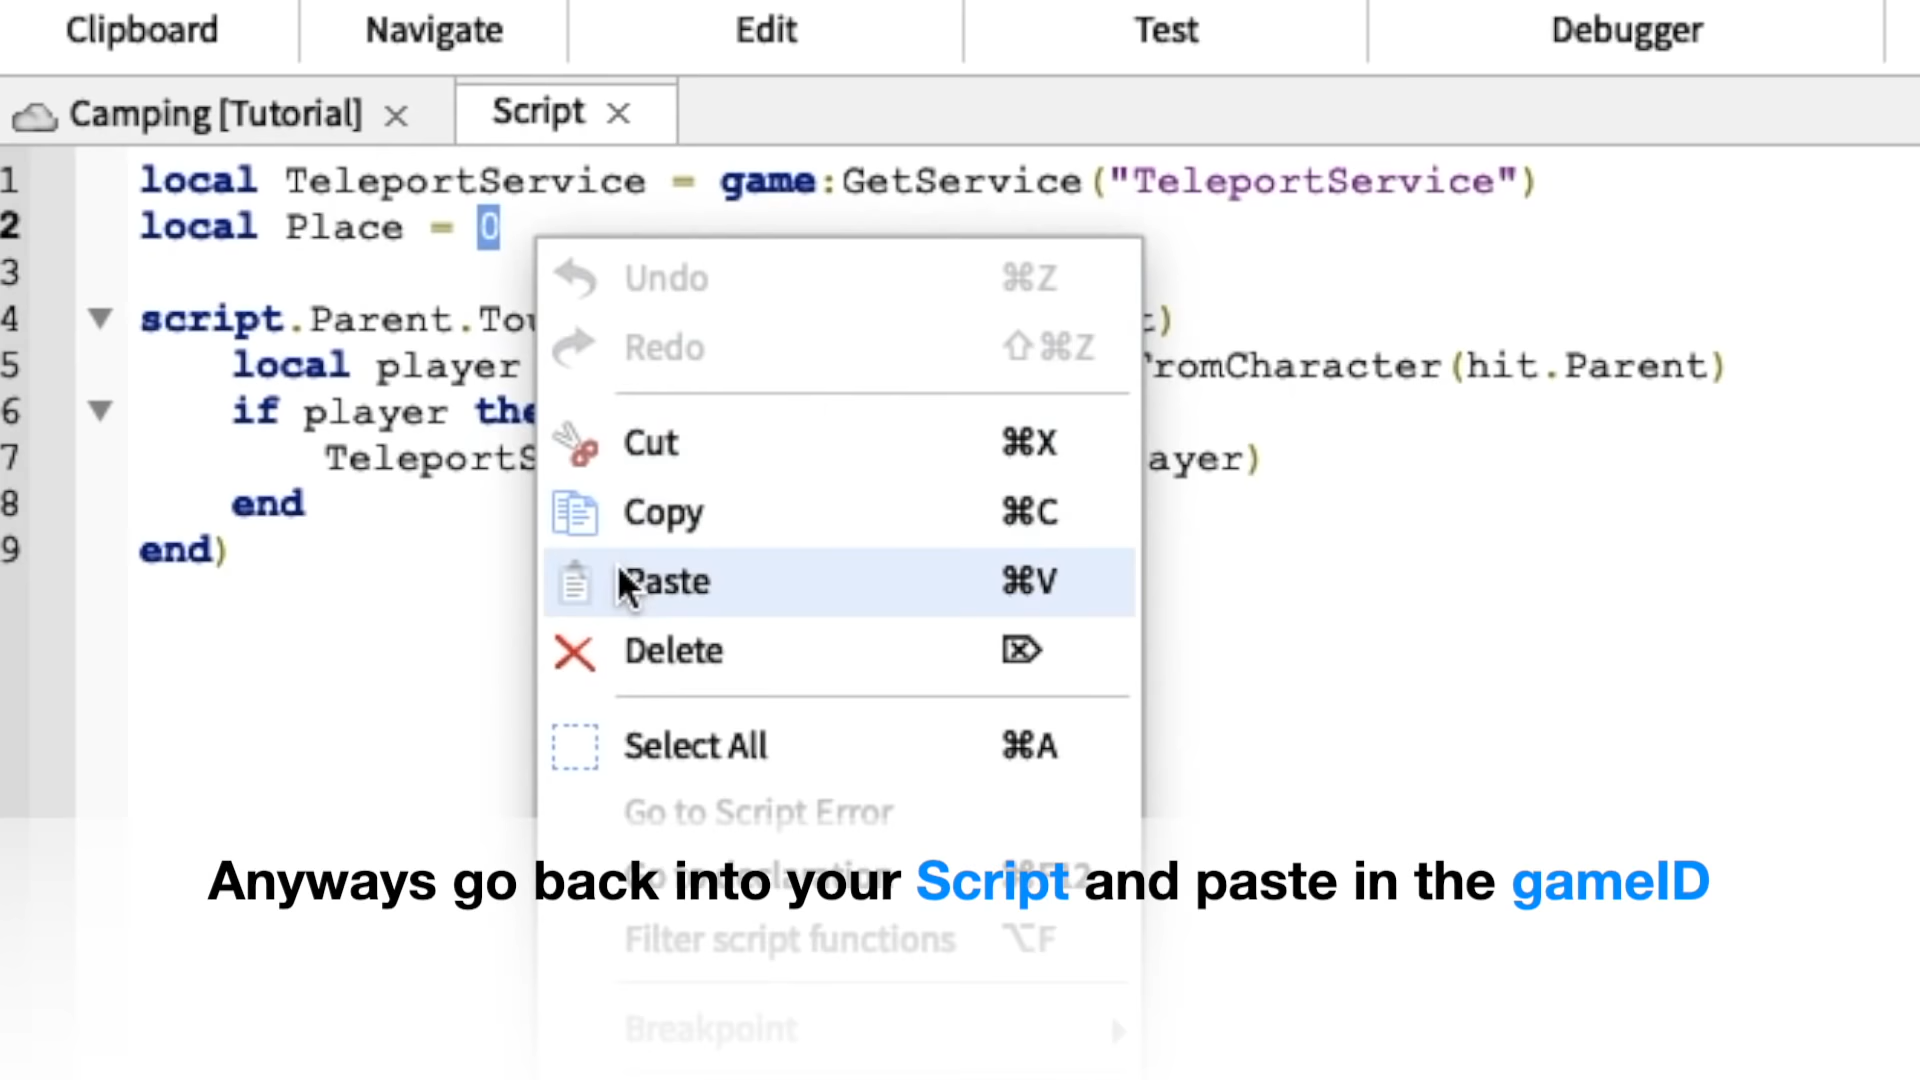 Clipboard Navigate Edit Test Debugger
Camping [Tutorial] Script
1 local TeleportService = game:GetService("TeleportService")
2 local Place = 0
3
4 script.Parent.Tou t)
5 local player romCharacter(hit.Parent)
6 if player the
7 TeleportS ayer)
8 end
9 end)
Undo ⌘Z
Redo ⇧⌘Z
Cut ⌘X
Copy ⌘C
Paste ⌘V
Delete ⌦
Select All ⌘A
Go to Script Error
Anyways go back into your Script and paste in the gameID
Filter script functions ⌥F
Breakpoint